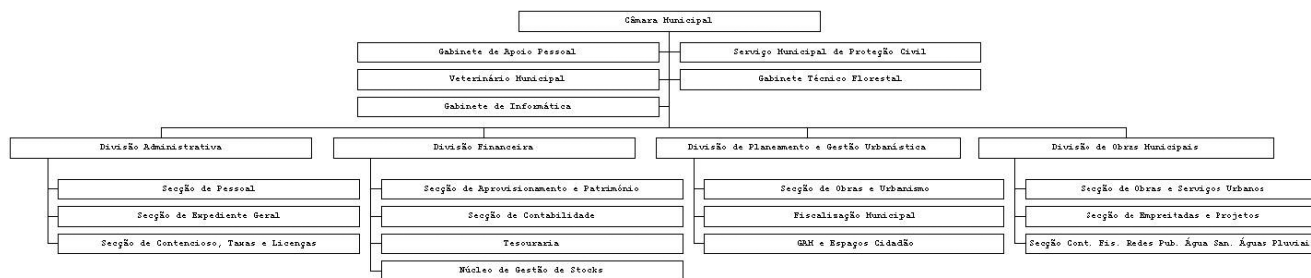 Câmara Municipal
Gabinete de Apoio Pessoal
Serviço Municipal de Proteção Civil
Veterinário Municipal
Gabinete Técnico Florestal
Gabinete de Informática
Divisão Administrativa
Divisão Financeira
Divisão de Planeamento e Gestão Urbanástica
Divisão de Obras Municipais
Secção de Pessoal
Secção de Aprovisionamento e Património
Secção de Obras e Urbanismo
Secção de Obras e Serviços Urbanos
Secção de Expediente Geral
Secção de Contabilidade
Fiscalização Municipal
Secção de Empreitadas e Projetos
Secção de Contencioso, Taxas e Licenças
Tesouraria
GAM e Espaços Cidadão
Secção Cont. Fis. Redes Pub. Água San. Águas Pluviai
Núcleo de Gestão de Stocks